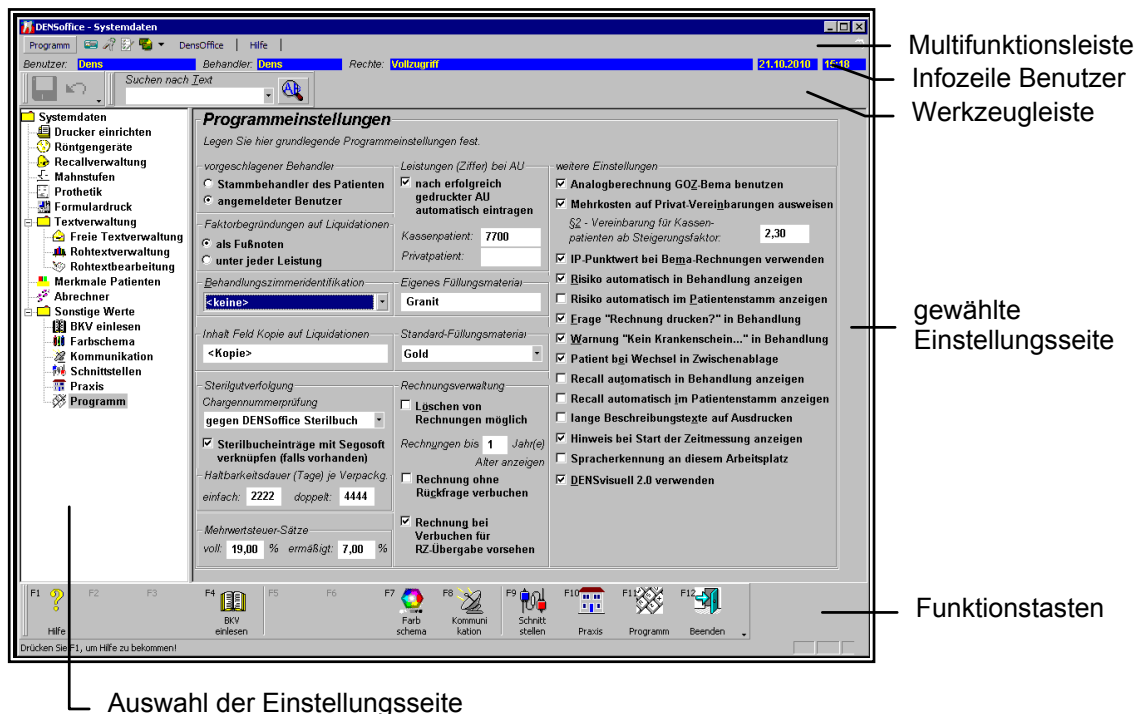 DENSoffice - Systemdaten
Programm DensOffice Hilfe
Benutzer: Dens Behandler: Dens Rechte: Vollzugriff 21.10.2010 15:18
Suchen nach Text
Systemdaten
Drucker einrichten
Röntgengeräte
Recallverwaltung
Mahnstufen
Prothetik
Formulardruck
Textverwaltung
Freie Textverwaltung
Rohtextverwaltung
Rohtextbearbeitung
Merkmale Patienten
Abrechner
Sonstige Werte
BKV einlesen
Farbschema
Kommunikation
Schnittstellen
Praxis
Programm
Programmeinstellungen
Legen Sie hier grundlegende Programmeinstellungen fest.
vorgeschlagener Behandler
Stammbehandler des Patienten
angemeldeter Benutzer
Faktorbegründungen auf Liquidationen
als Fußnoten
unter jeder Leistung
Behandlungszimmeridentifikation
<keine>
Inhalt Feld Kopie auf Liquidationen
<Kopie>
Sterilgutverfolgung
Chargennummerprüfung
gegen DENSoffice Sterilbuch
Sterilbucheinträge mit Segosoft
verknüpfen (falls vorhanden)
Haltbarkeitsdauer (Tage) je Verpackg.
einfach: 2222 doppelt: 4444
Mehrwertsteuer-Sätze
voll: 19,00 % ermäßigt: 7,00 %
Leistungen (Ziffer) bei AU
nach erfolgreich
gedruckter AU
automatisch eintragen
Kassenpatient: 7700
Privatpatient:
Eigenes Füllungsmaterial
Granit
Standard-Füllungsmaterial
Gold
Rechnungsverwaltung
Löschen von
Rechnungen möglich
Rechnungen bis 1 Jahr(e)
Alter anzeigen
Rechnung ohne
Rückfrage verbuchen
Rechnung bei
Verbuchen für
RZ-Übergabe vorsehen
weitere Einstellungen
Analogberechnung GOZ-Bema benutzen
Mehrkosten auf Privat-Vereinbarungen ausweisen
§2 - Vereinbarung für Kassen-
patienten ab Steigerungsfaktor: 2,30
IP-Punktwert bei Bema-Rechnungen verwenden
Risiko automatisch in Behandlung anzeigen
Risiko automatisch im Patientenstamm anzeigen
Frage "Rechnung drucken?" in Behandlung
Warnung "Kein Krankenschein..." in Behandlung
Patient bei Wechsel in Zwischenablage
Recall automatisch in Behandlung anzeigen
Recall automatisch im Patientenstamm anzeigen
lange Beschreibungstexte auf Ausdrucken
Hinweis bei Start der Zeitmessung anzeigen
Spracherkennung an diesem Arbeitsplatz
DENSvisuell 2.0 verwenden
F1 F2 F3 F4 F5 F6 F7 F8 F9 F10 F11 F12
Hilfe BKV einlesen Farb schema Kommuni kation Schnitt stellen Praxis Programm Beenden
Drücken Sie F1, um Hilfe zu bekommen!
Multifunktionsleiste
Infozeile Benutzer
Werkzeugleiste
gewählte
Einstellungsseite
Funktionstasten
Auswahl der Einstellungsseite